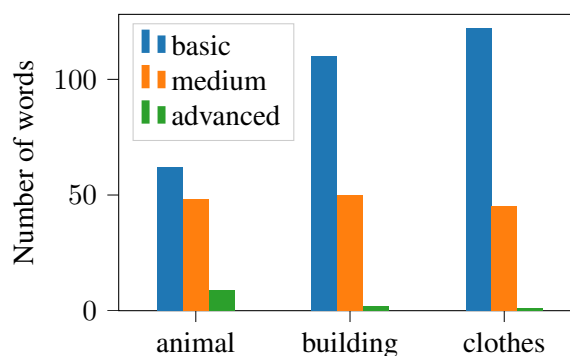 Number of words
100
50
0
basic
medium
advanced
animal building clothes